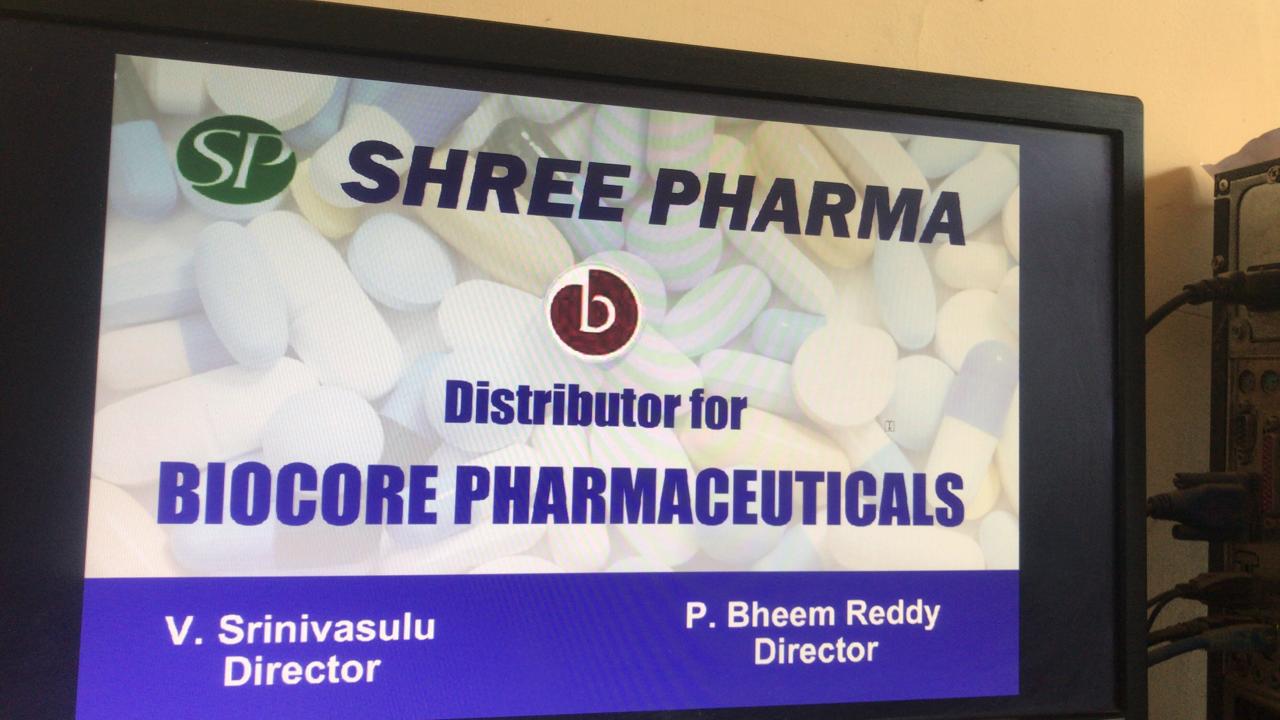 SP
SHREE PHARMA
b
Distributor for
BIOCORE PHARMACEUTICALS
V. Srinivasulu
Director
P. Bheem Reddy
Director